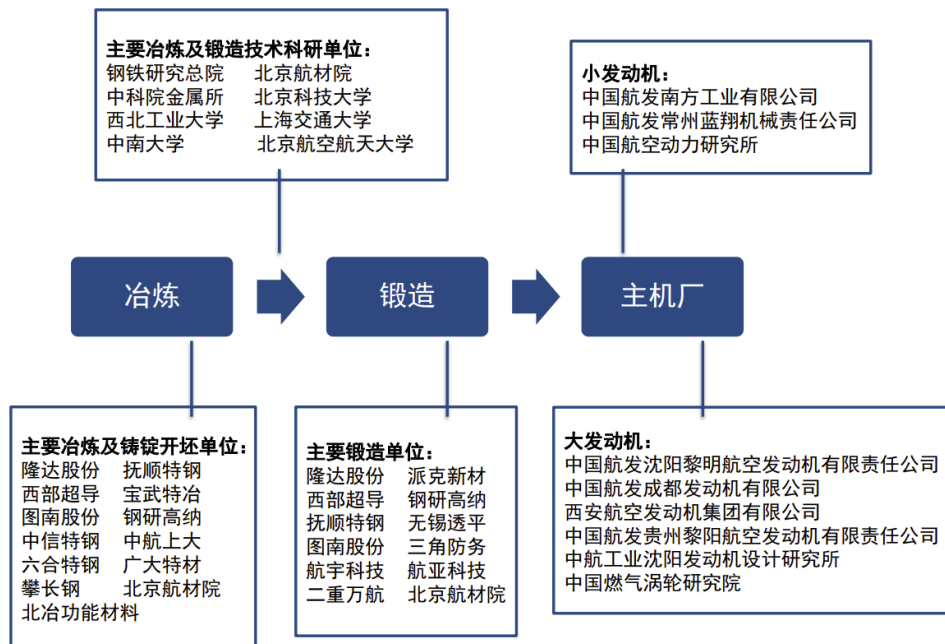 主要冶炼及锻造技术科研单位：
钢铁研究总院 北京航材院
中科院金属所 北京科技大学
西北工业大学 上海交通大学
中南大学 北京航空航天大学
小发动机：
中国航发南方工业有限公司
中国航发常州蓝翔机械责任公司
中国航空动力研究所
冶炼
锻造
主机厂
主要冶炼及铸锭开坯单位：
隆达股份 抚顺特钢
西部超导 宝武特冶
图南股份 钢研高纳
中信特钢 中航上大
六合特钢 广大特材
攀长钢 北京航材院
北冶功能材料
主要锻造单位：
隆达股份 派克新材
西部超导 钢研高纳
抚顺特钢 无锡透平
图南股份 三角防务
航宇科技 航亚科技
二重万航 北京航材院
大发动机：
中国航发沈阳黎明航空发动机有限责任公司
中国航发成都发动机有限公司
西安航空发动机集团有限公司
中国航发贵州黎阳航空发动机有限责任公司
中航工业沈阳发动机设计研究所
中国燃气涡轮研究院